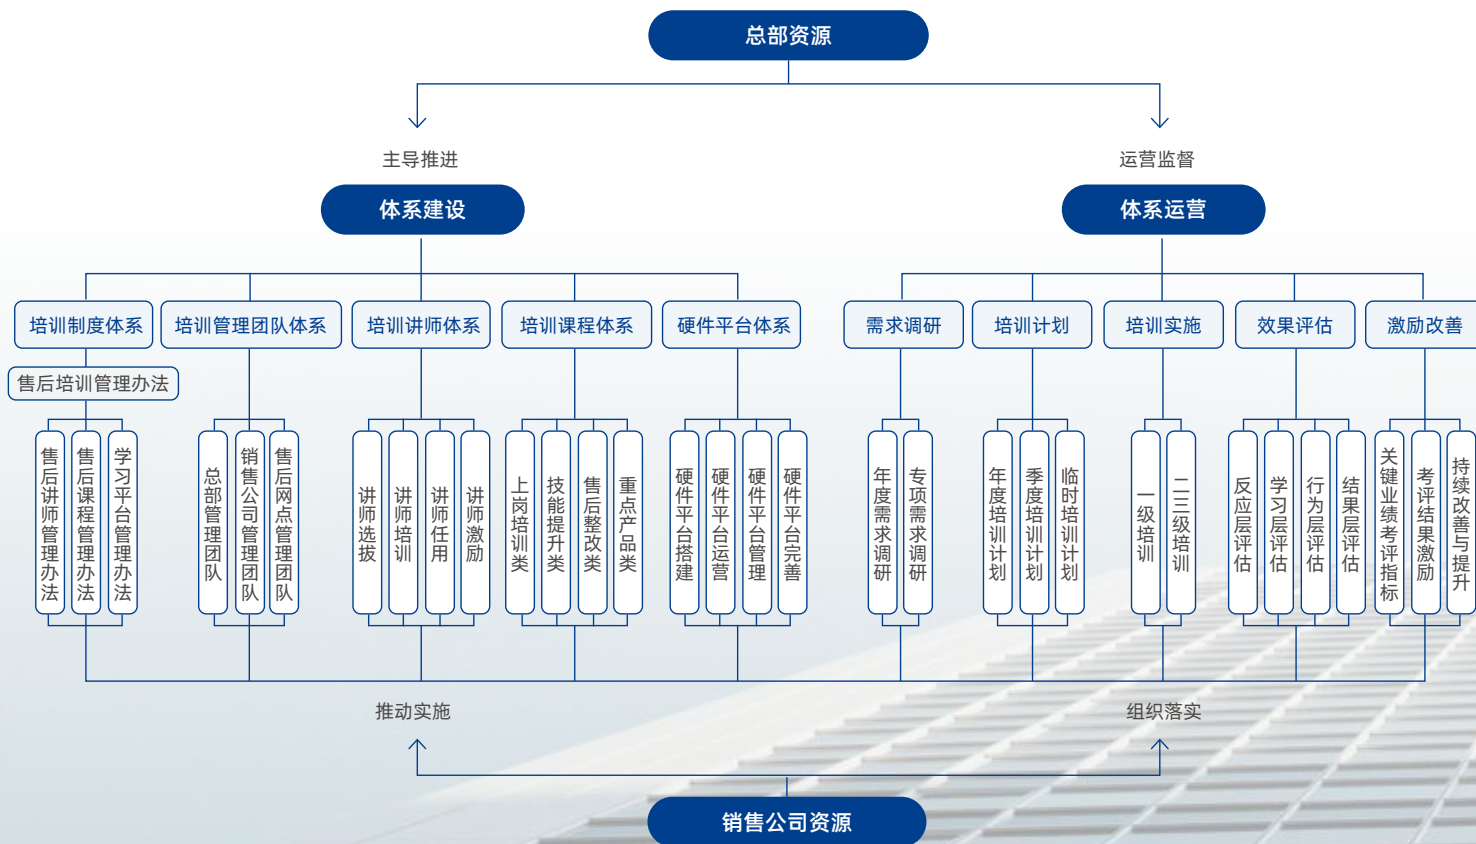 总部资源
主导推进
运营监督
体系建设
体系运营
培训制度体系
培训管理团队体系
培训讲师体系
培训课程体系
硬件平台体系
需求调研
培训计划
培训实施
效果评估
激励改善
售后培训管理办法
售后讲师管理办法
售后课程管理办法
学习平台管理办法
总部管理团队
销售公司管理团队
售后网点管理团队
讲师选拔
讲师培训
讲师任用
讲师激励
上岗培训类
技能提升类
售后整改类
重点产品类
硬件平台搭建
硬件平台运营
硬件平台管理
硬件平台完善
年度需求调研
专项需求调研
年度培训计划
季度培训计划
临时培训计划
一级培训
二三级培训
反应层评估
学习层评估
行为层评估
结果层评估
关键业绩考评指标
考评结果激励
持续改善与提升
推动实施
组织落实
销售公司资源